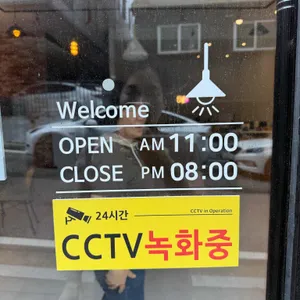 Welcome
OPEN AM 11:00
CLOSE PM 08:00
24시간 CCTV in Operation
CCTV녹화중